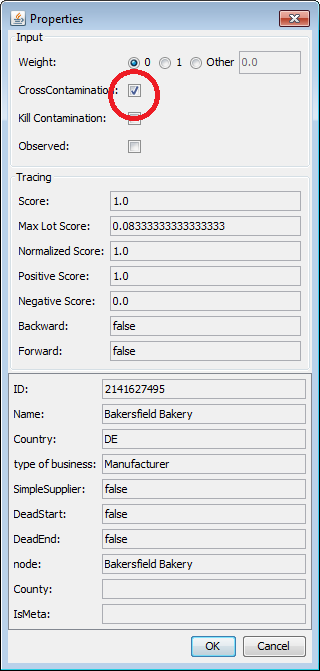 Properties
Input
Weight: 0 1 Other 0.0
CrossContamination:
Kill Contamination:
Observed:
Tracing
Score: 1.0
Max Lot Score: 0.08333333333333333
Normalized Score: 1.0
Positive Score: 1.0
Negative Score: 0.0
Backward: false
Forward: false
ID: 2141627495
Name: Bakersfield Bakery
Country: DE
type of business: Manufacturer
SimpleSupplier: false
DeadStart: false
DeadEnd: false
node: Bakersfield Bakery
County:
IsMeta:
OK Cancel